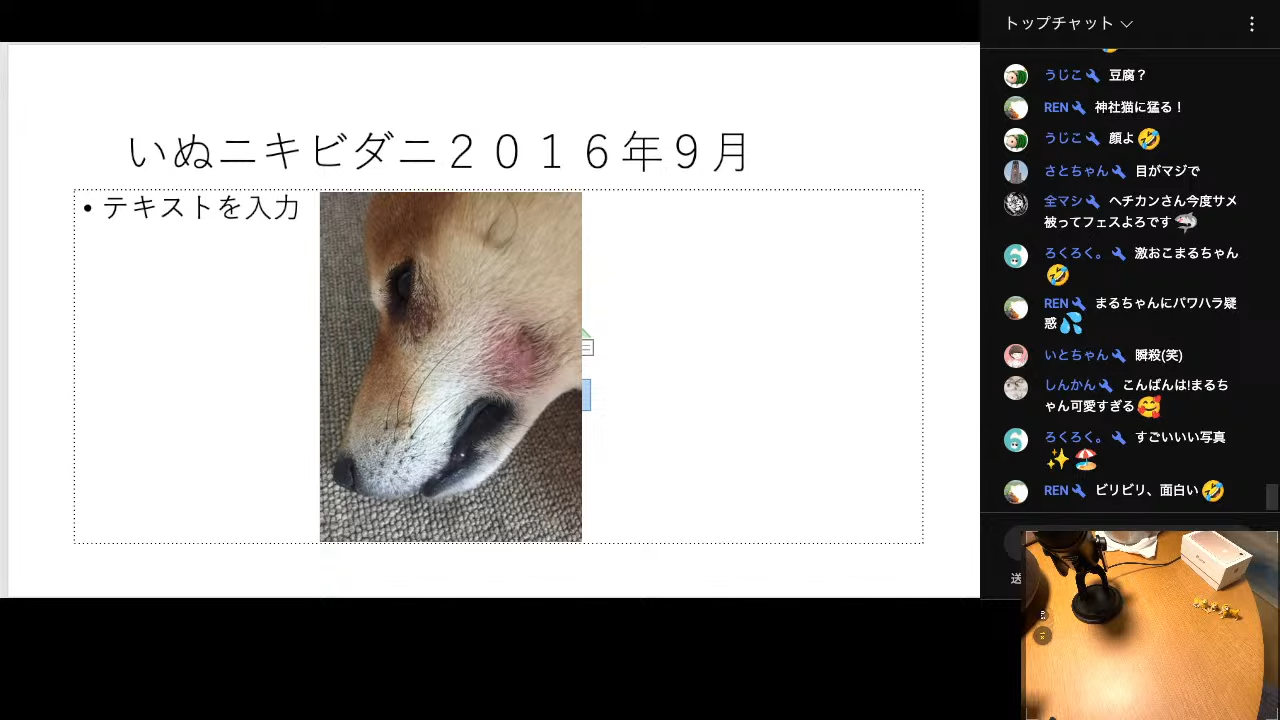 いぬニキビダニ２０１６年９月
• テキストを入力
トップチャット
うじこ 豆腐？
REN 神社猫に猛る！
うじこ 顔よ🤣
さとちゃん 目がマジで
全マシ ヘチカンさん今度サメ
被ってフェスよろです🦈
ろくろく。 激おこまるちゃん
🤣
REN まるちゃんにパワハラ疑
惑💦
いとちゃん 瞬殺(笑)
しんかん こんばんは!まるち
ゃん可愛すぎる🥰
ろくろく。 すごいいい写真
✨🏖️
REN ビリビリ、面白い🤣
送